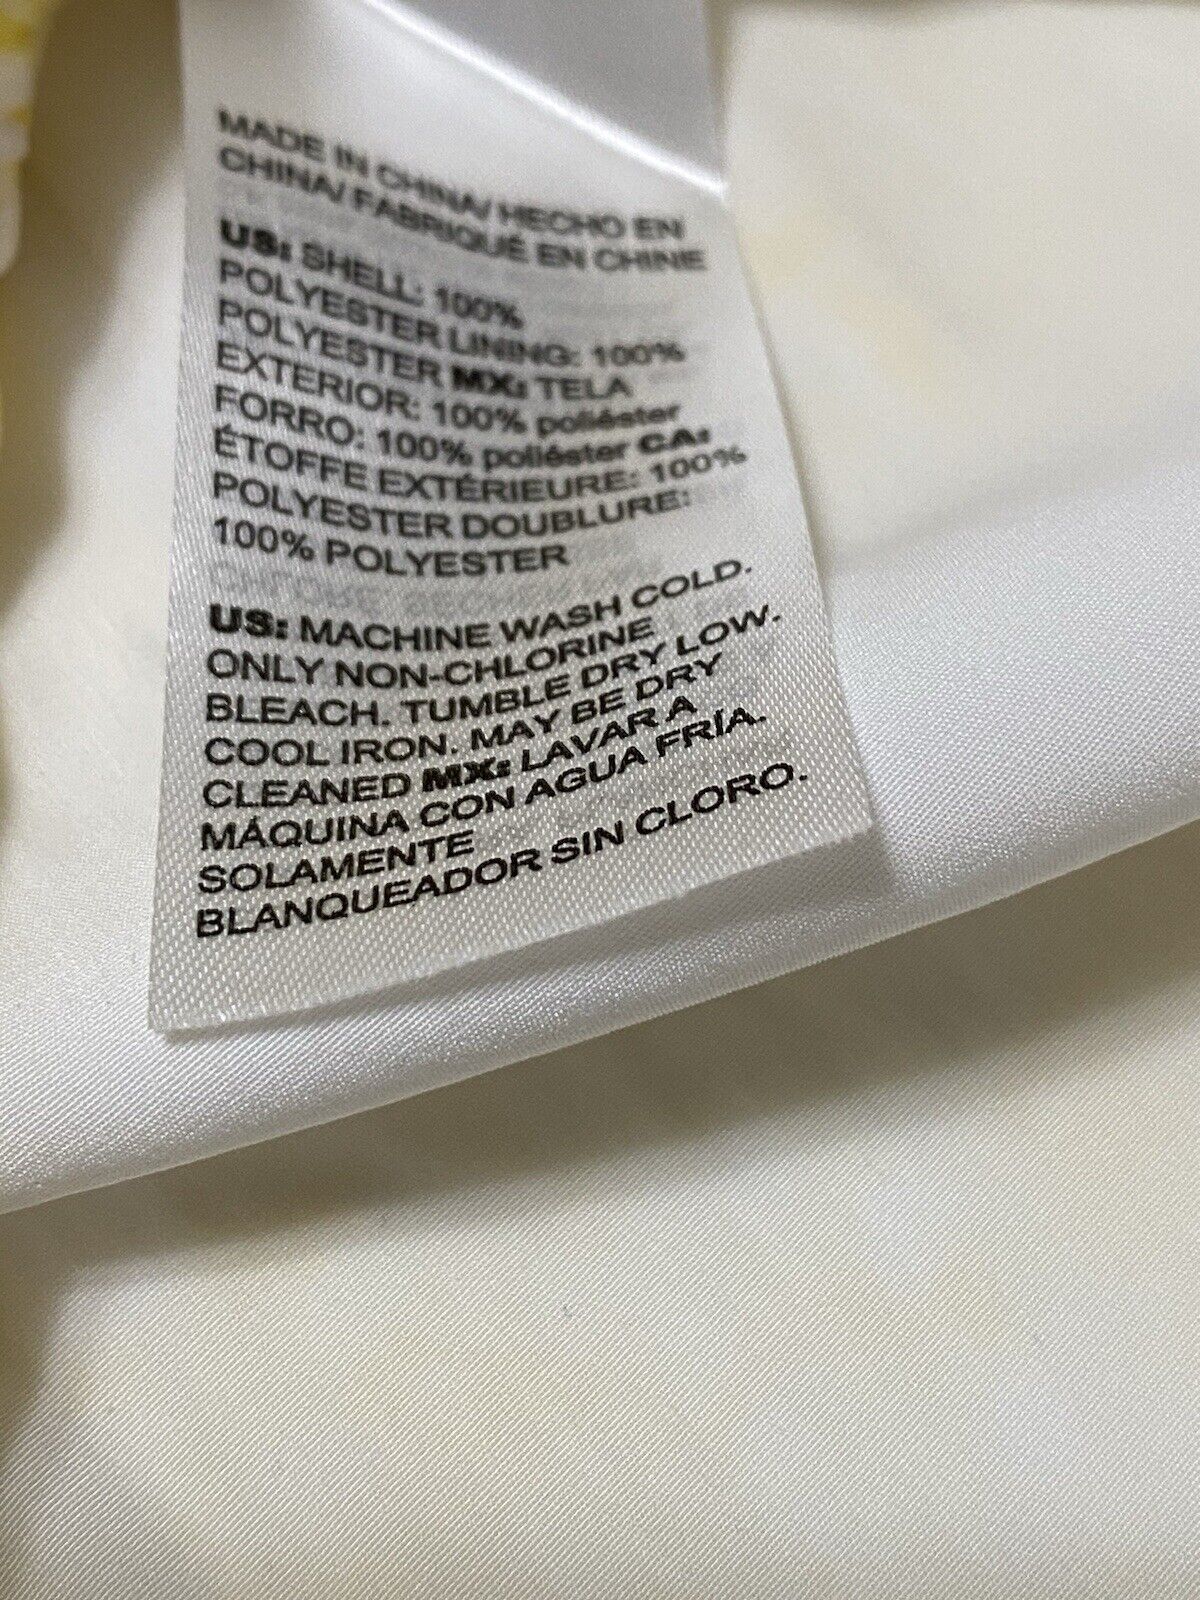 MADE IN CHINA/ HECHO EN
CHINA/ FABRIQUÉ EN CHINE
US: SHELL: 100%
POLYESTER LINING: 100%
POLYESTER MX: TELA
EXTERIOR: 100% poliéster
FORRO: 100% poliéster CA:
ÉTOFFE EXTÉRIEURE: 100%
POLYESTER DOUBLURE:
100% POLYESTER
US: MACHINE WASH COLD.
ONLY NON-CHLORINE
BLEACH. TUMBLE DRY LOW.
COOL IRON. MAY BE DRY
CLEANED MX: LAVAR A
MÁQUINA CON AGUA FRÍA.
SOLAMENTE
BLANQUEADOR SIN CLORO.